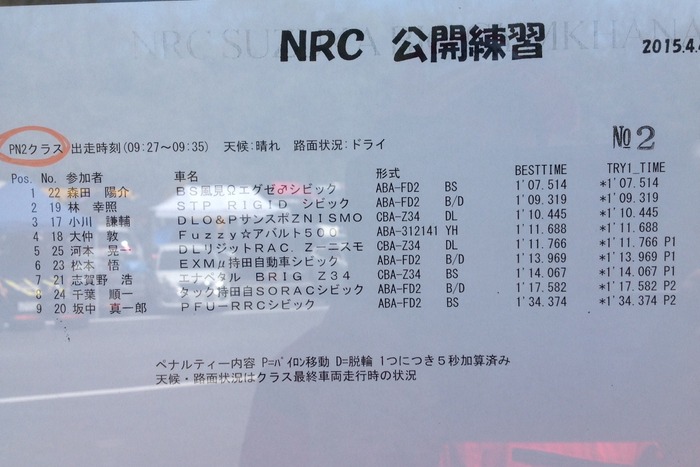 NRC 公開練習
2015.4.
PN2クラス 出走時刻(09:27～09:35) 天候:晴れ 路面状況:ドライ №2
Pos. No. 参加者 車名 形式 BESTTIME TRY1_TIME
1 22 森田 陽介 BS風見Ωエグゼ♂シビック ABA-FD2 BS 1'07.514 *1'07.514
2 19 林 幸照 STP RIGID シビック ABA-FD2 B/D 1'09.319 *1'09.319
3 17 小川 謙輔 DLO&PサンスポZNISMO CBA-Z34 DL 1'10.445 *1'10.445
4 18 大仲 敦 Fuzzy☆アバルト500 ABA-312141 YH 1'11.688 *1'11.688
5 25 河本 晃一 DLリジットRAC. Zーニスモ CBA-Z34 DL 1'11.766 *1'11.766 P1
6 23 松本 悟 EXMμ持田自動車シビック ABA-FD2 B/D 1'13.969 *1'13.969 P1
7 21 志賀野 浩 エナペタル BRIG Z34 CBA-Z34 BS 1'14.067 *1'14.067 P1
8 24 千葉 順一 タック持田自SORACシビック ABA-FD2 B/D 1'17.582 *1'17.582 P2
9 20 坂中 真一郎 PFU-RRCシビック ABA-FD2 BS 1'34.374 *1'34.374 P2
ペナルティー内容 P=ﾊﾟｲﾛﾝ移動 D=脱輪 1つにつき5秒加算済み
天候・路面状況はクラス最終車両走行時の状況